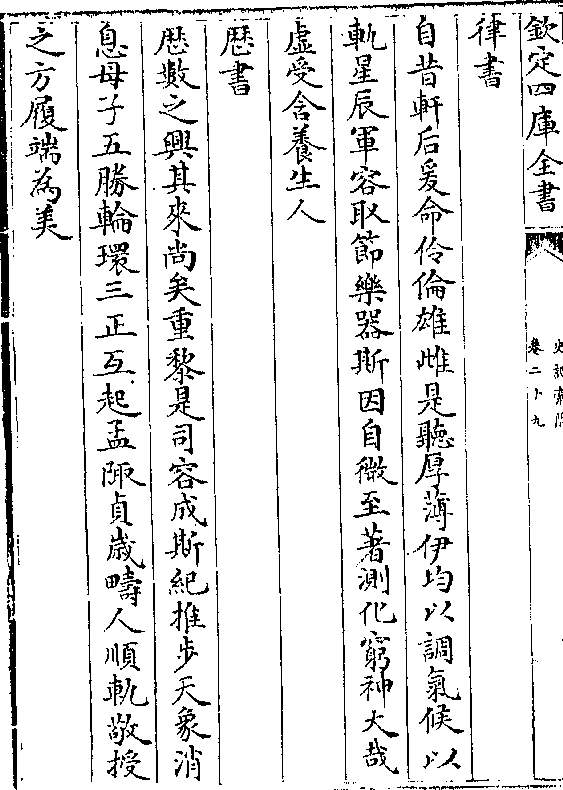 欽定四庫全書
史記索隱
卷二十九
律書
自昔軒后爰命伶倫雄雌是聽厚薄伊均以調氣候以
軌星辰軍容取節樂器斯因自微至著測化窮神大哉
虛受含養生人
歴書
歴數之興其來尚矣重黎是司容成斯紀推步天象消
息母子五勝輪環三正互起孟陬貞歲疇人順軌敬授
之方履端為美